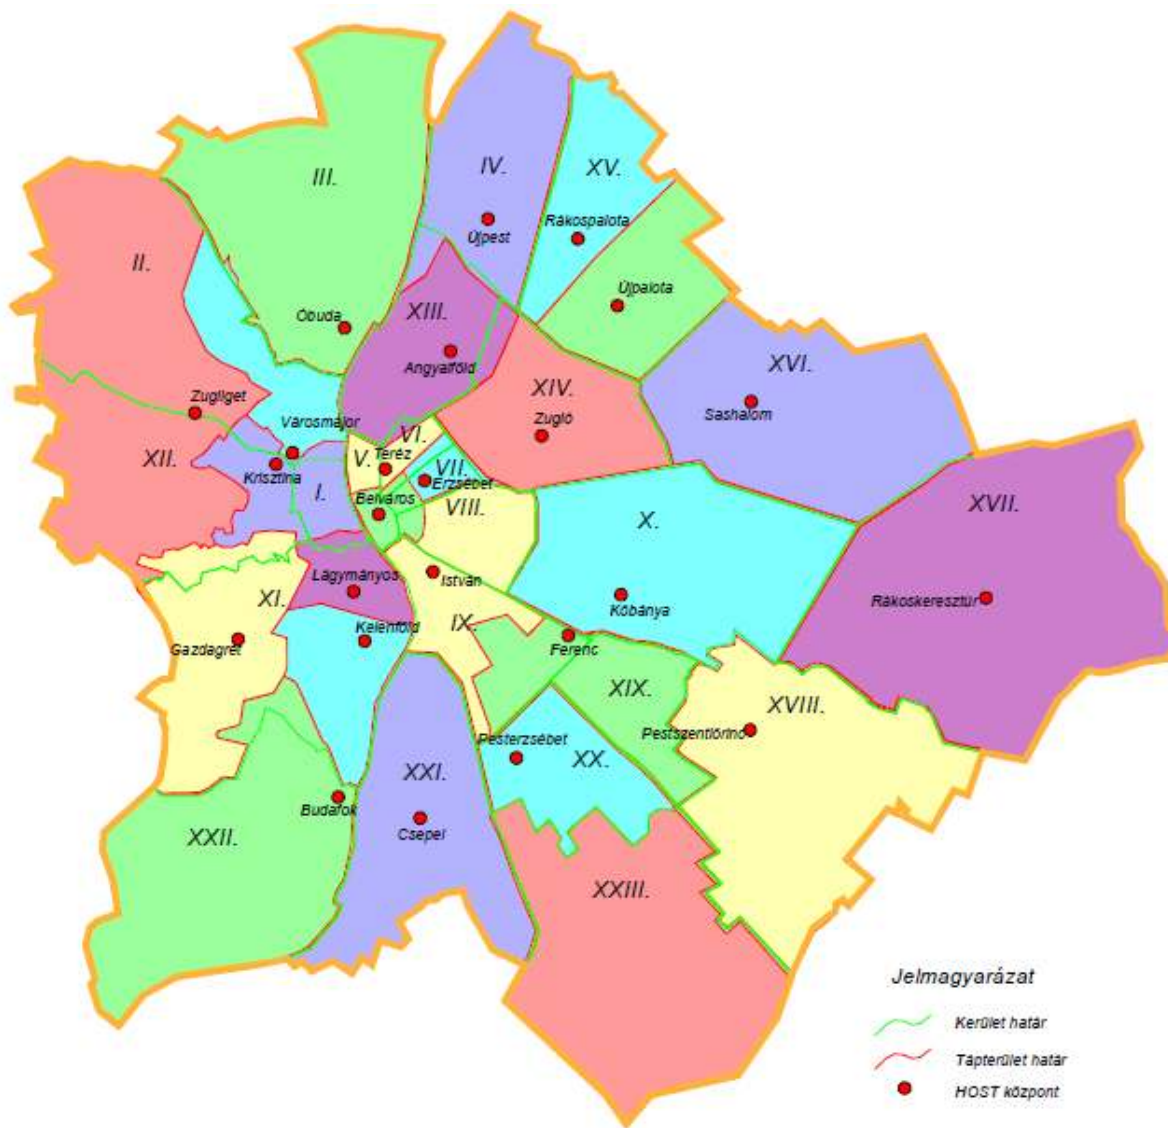 III.
IV.
XV.
Rákospalota
Újpest
II.
Újpalota
Óbuda
XIII.
Angyalföld
XVI.
Sashalom
XIV.
Zugló
Zugliget
Városmajor
XII.
Krisztina
I.
V.
VI.
Teréz
VII.
Erzsébet
Belváros
VIII.
X.
XVII.
Rákoskeresztúr
Lágymányos
István
Kőbánya
XI.
Kelenföld
IX.
Ferenc
Gazdagrét
XIX.
XVIII.
Pestszentlőrinc
Pesterzsébet
XX.
XXI.
Csepel
Budafok
XXII.
XXIII.
Jelmagyarázat
Kerület határ
Tápterület határ
HOST központ